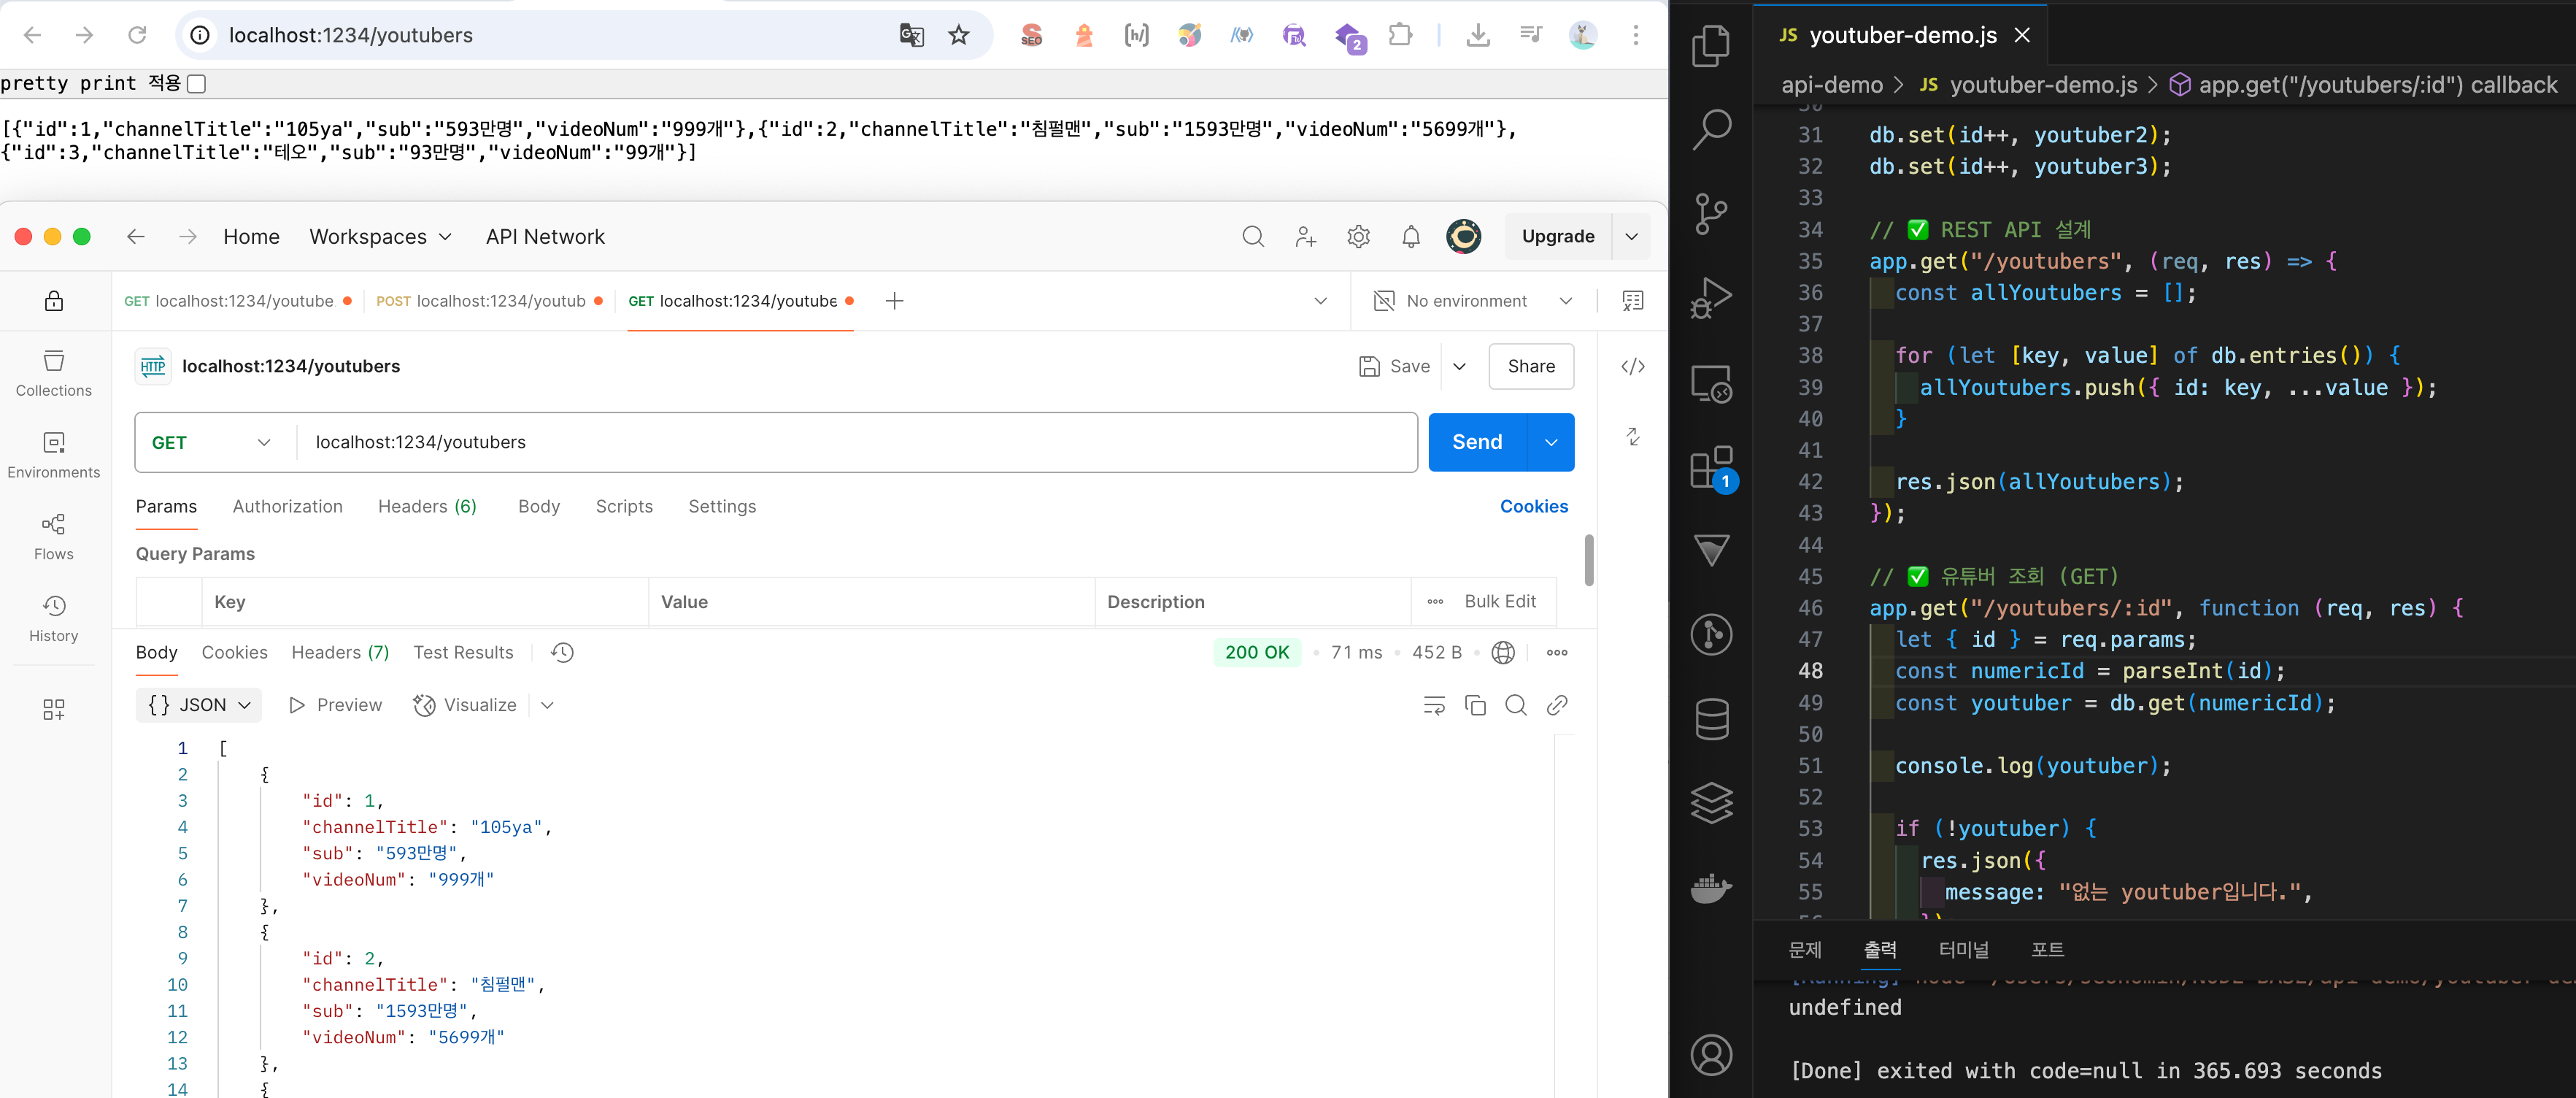 localhost:1234/youtubers
2
pretty print 적용
[{"id":1,"channelTitle":"105ya","sub":"593만명","videoNum":"999개"},{"id":2,"channelTitle":"침펄맨","sub":"1593만명","videoNum":"5699개"},
{"id":3,"channelTitle":"테오","sub":"93만명","videoNum":"99개"}]
Home Workspaces API Network Upgrade
GET localhost:1234/youtube POST localhost:1234/youtub GET localhost:1234/youtube No environment
HTTP localhost:1234/youtubers Save Share
Collections
GET localhost:1234/youtubers Send
Environments
Params Authorization Headers (6) Body Scripts Settings Cookies
Flows
Query Params
Key Value Description Bulk Edit
History
Body Cookies Headers (7) Test Results 200 OK 71 ms 452 B
{} JSON Preview Visualize
1 [
2 {
3 "id": 1,
4 "channelTitle": "105ya",
5 "sub": "593만명",
6 "videoNum": "999개"
7 },
8 {
9 "id": 2,
10 "channelTitle": "침펄맨",
11 "sub": "1593만명",
12 "videoNum": "5699개"
13 },
14 {
JS youtuber-demo.js
api-demo > JS youtuber-demo.js > app.get("/youtubers/:id") callback
31 db.set(id++, youtuber2);
32 db.set(id++, youtuber3);
33
34 // ✅ REST API 설계
35 app.get("/youtubers", (req, res) => {
36 const allYoutubers = [];
37
38 for (let [key, value] of db.entries()) {
39 allYoutubers.push({ id: key, ...value });
40 }
41
42 res.json(allYoutubers);
43 });
44
45 // ✅ 유튜버 조회 (GET)
46 app.get("/youtubers/:id", function (req, res) {
47 let { id } = req.params;
48 const numericId = parseInt(id);
49 const youtuber = db.get(numericId);
50
51 console.log(youtuber);
52
53 if (!youtuber) {
54 res.json({
55 message: "없는 youtuber입니다.",
1
문제 출력 터미널 포트
undefined
[Done] exited with code=null in 365.693 seconds